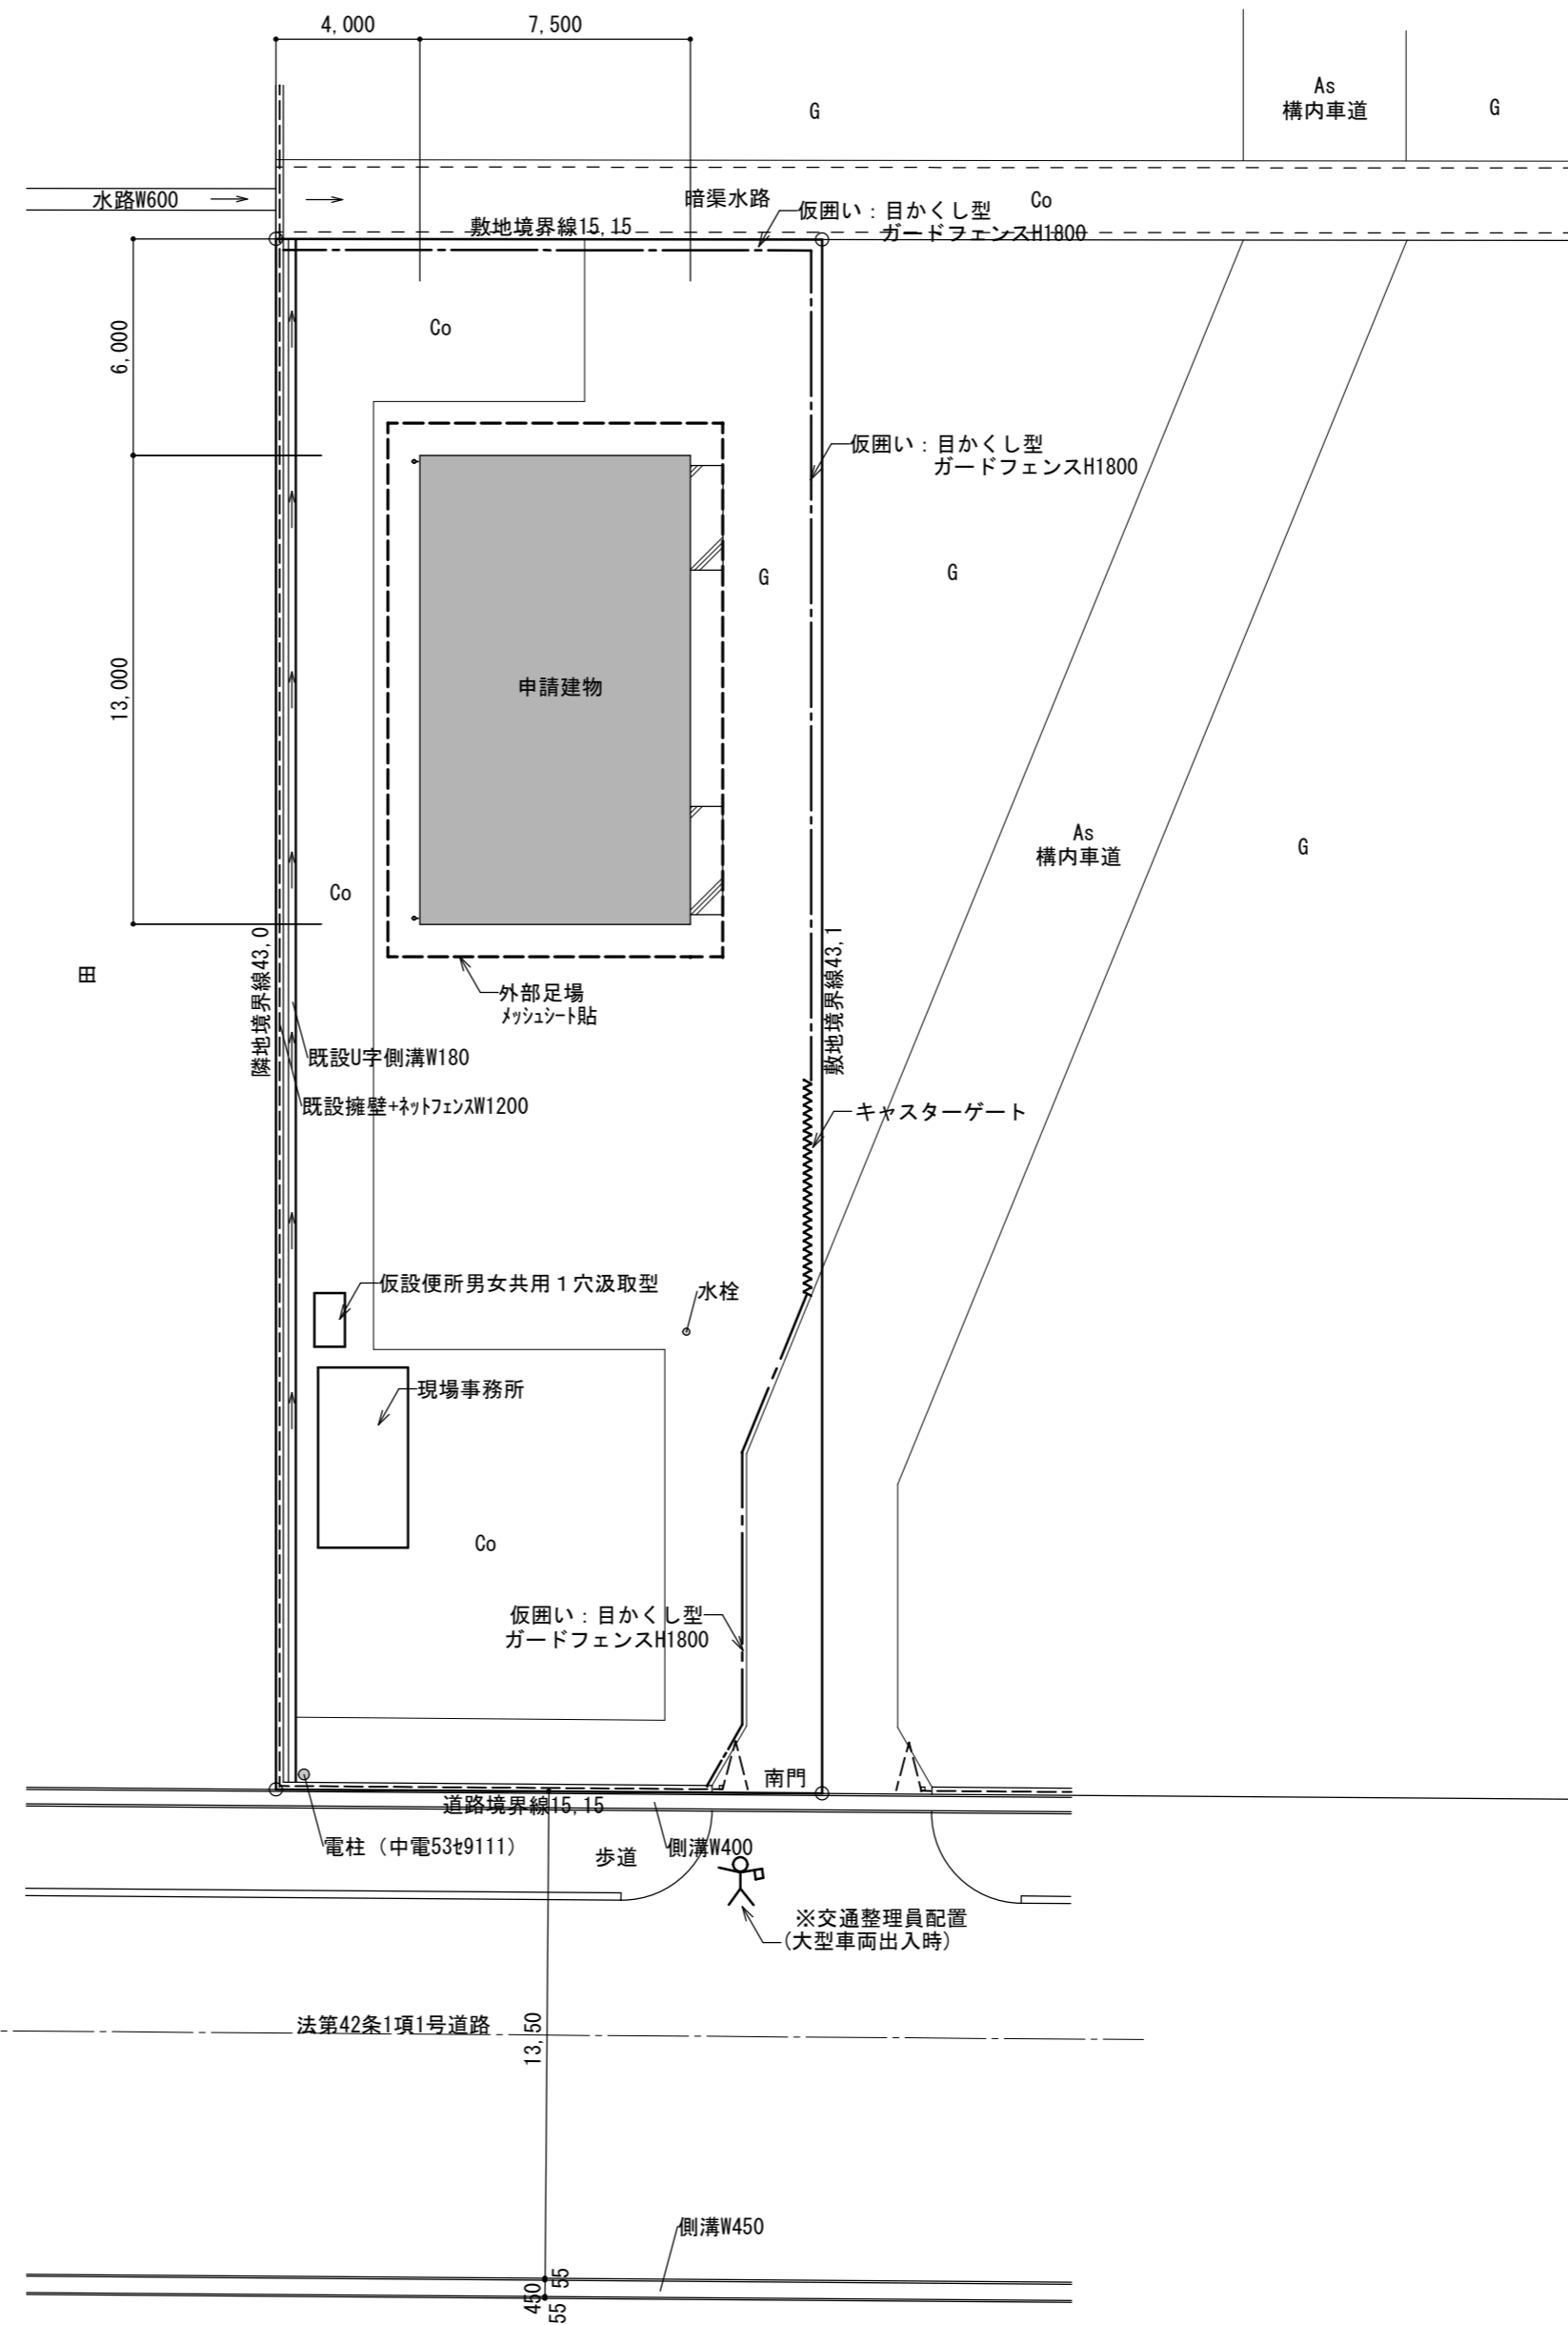 4,000
7,500
G
As
構内車道
G
水路W600
暗渠水路
Co
敷地境界線15,15
仮囲い：目かくし型
ガードフェンスH1800
6,000
Co
仮囲い：目かくし型
ガードフェンスH1800
G
G
13,000
申請建物
As
構内車道
G
Co
田
隣地境界線43,0
敷地境界線43,1
外部足場
ﾒｯｼｭｼｰﾄ貼
既設U字側溝W180
既設擁壁+ﾈｯﾄﾌｪﾝｽW1200
キャスターゲート
仮設便所男女共用１穴汲取型
水栓
現場事務所
Co
仮囲い：目かくし型
ガードフェンスH1800
南門
道路境界線15,15
電柱（中電53ｾ9111）
歩道
側溝W400
※交通整理員配置
(大型車両出入時)
法第42条1項1号道路
13,50
側溝W450
55
450
55